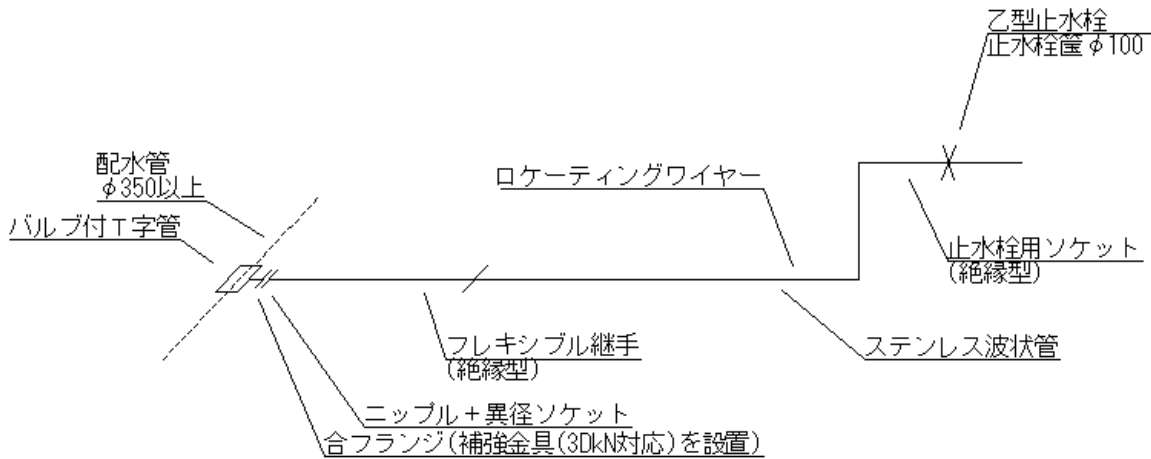 乙型止水栓
止水栓筐φ100
配水管
φ350以上
バルブ付T字管
ロケーティングワイヤー
止水栓用ソケット
(絶縁型)
フレキシブル継手
(絶縁型)
ステンレス波状管
ニップル+異径ソケット
合フランジ(補強金具(3DkN対応)を設置)